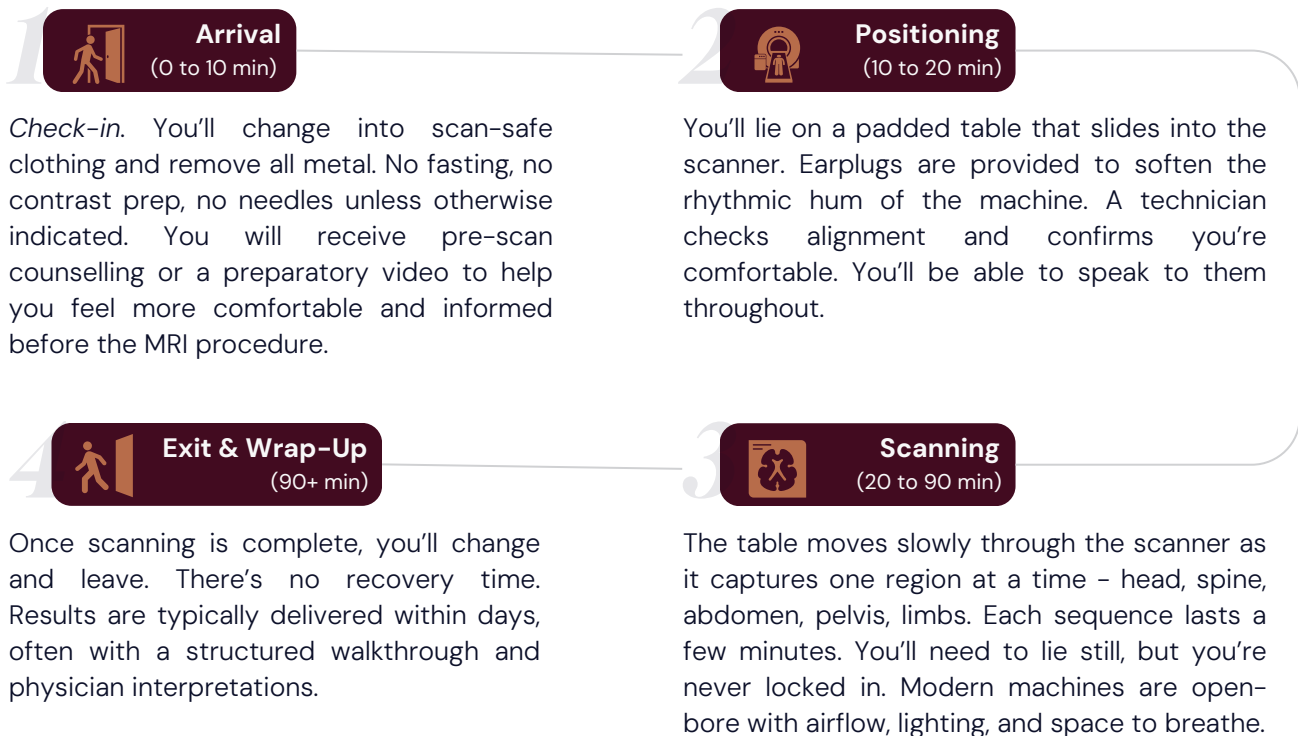 1
Arrival
(0 to 10 min)
Check-in. You'll change into scan-safe
clothing and remove all metal. No fasting, no
contrast prep, no needles unless otherwise
indicated. You will receive pre-scan
counselling or a preparatory video to help
you feel more comfortable and informed
before the MRI procedure.
2
Positioning
(10 to 20 min)
You'll lie on a padded table that slides into the
scanner. Earplugs are provided to soften the
rhythmic hum of the machine. A technician
checks alignment and confirms you're
comfortable. You'll be able to speak to them
throughout.
3
Scanning
(20 to 90 min)
The table moves slowly through the scanner as
it captures one region at a time - head, spine,
abdomen, pelvis, limbs. Each sequence lasts a
few minutes. You'll need to lie still, but you're
never locked in. Modern machines are open-
bore with airflow, lighting, and space to breathe.
4
Exit & Wrap-Up
(90+ min)
Once scanning is complete, you'll change
and leave. There's no recovery time.
Results are typically delivered within days,
often with a structured walkthrough and
physician interpretations.